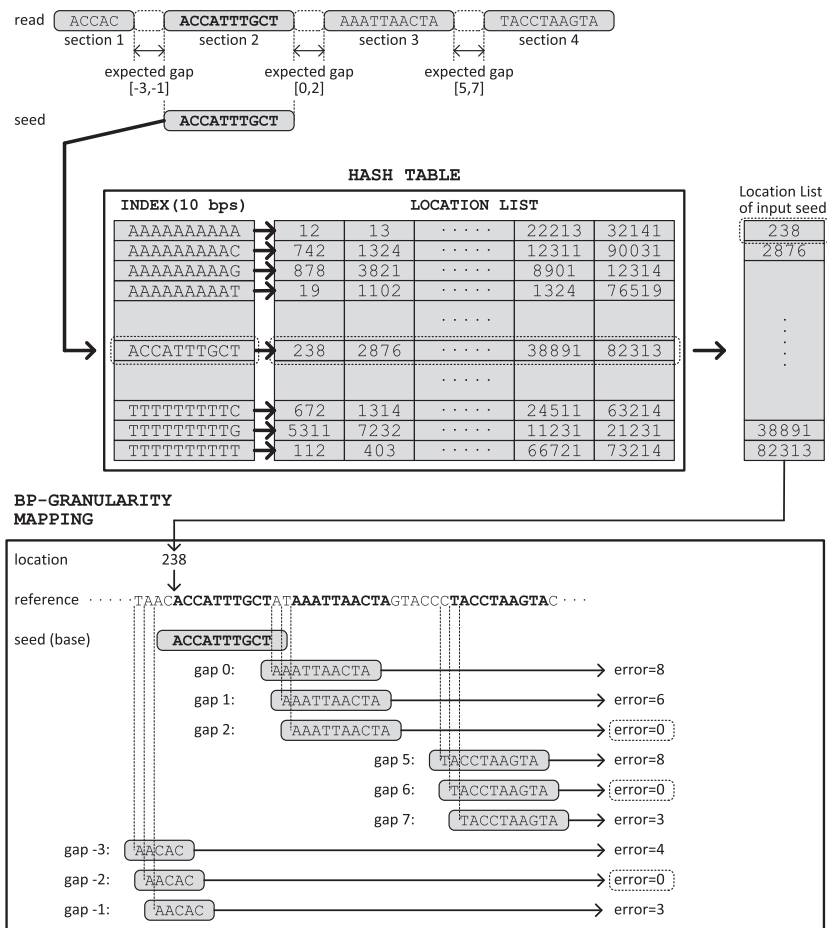 read ACCAC ACCATTTGCT AAATTAACTA TACCTAAGTA
section 1 section 2 section 3 section 4
expected gap expected gap expected gap
[-3,-1] [0,2] [5,7]
seed ACCATTTGCT
HASH TABLE
Location List
of input seed
INDEX(10 bps) LOCATION LIST
AAAAAAAAAA 12 13 ····· 22213 32141
AAAAAAAAAC 742 1324 ····· 12311 90031
AAAAAAAAAG 878 3821 ····· 8901 12314
AAAAAAAAAT 19 1102 ····· 1324 76519
·····
ACCATTTGCT 238 2876 ····· 38891 82313
·····
TTTTTTTTTC 672 1314 ····· 24511 63214
TTTTTTTTTG 5311 7232 ····· 11231 21231
TTTTTTTTTT 112 403 ····· 66721 73214
238
2876
·····
38891
82313
BP-GRANULARITY
MAPPING
location 238
reference ·····TAACACCATTTGCTATAAATTAACTAGTACCCTACCTAAGTAC···
seed (base) ACCATTTGCT
gap 0: AAATTAACTA error=8
gap 1: AAATTAACTA error=6
gap 2: AAATTAACTA error=0
gap 5: TACCTAAGTA error=8
gap 6: TACCTAAGTA error=0
gap 7: TACCTAAGTA error=3
gap -3: AACAC error=4
gap -2: AACAC error=0
gap -1: AACAC error=3